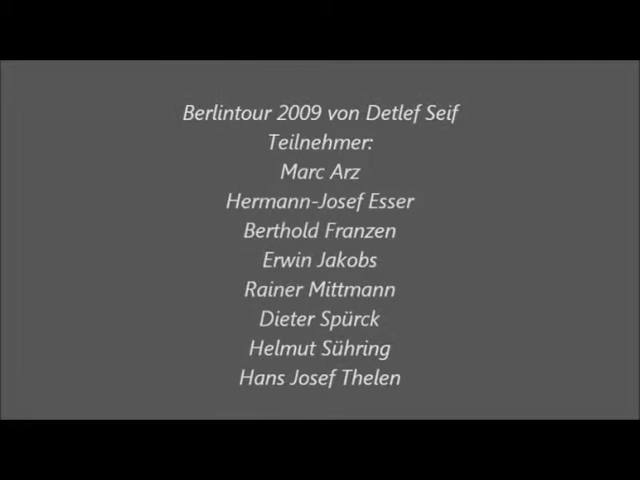 Berlintour 2009 von Detlef Seif
Teilnehmer:
Marc Arz
Hermann-Josef Esser
Berthold Franzen
Erwin Jakobs
Rainer Mittmann
Dieter Spürck
Helmut Sühring
Hans Josef Thelen